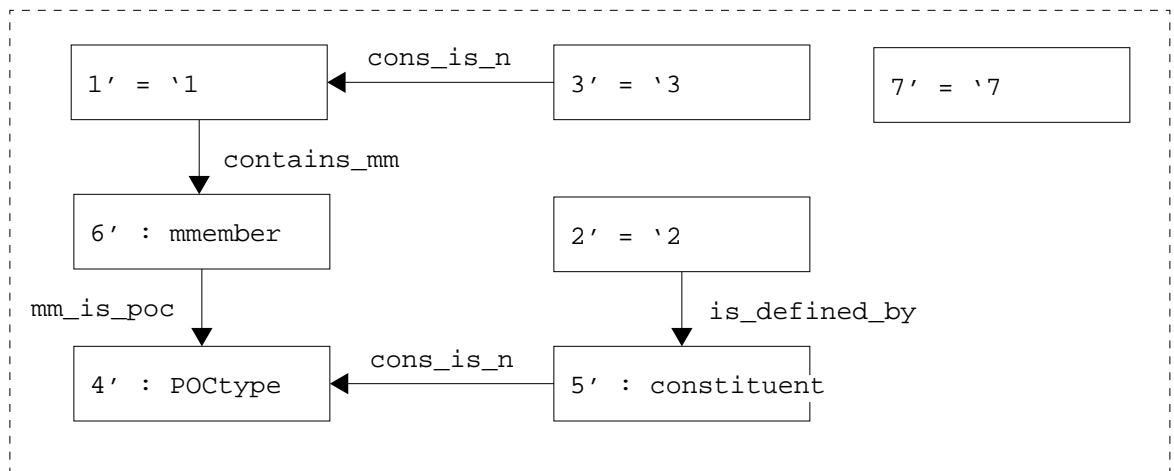 1′ = ‘1
cons_is_n
3′ = ‘3
7′ = ‘7
contains_mm
6′ : mmember
2′ = ‘2
mm_is_poc
is_defined_by
4′ : POCtype
cons_is_n
5′ : constituent